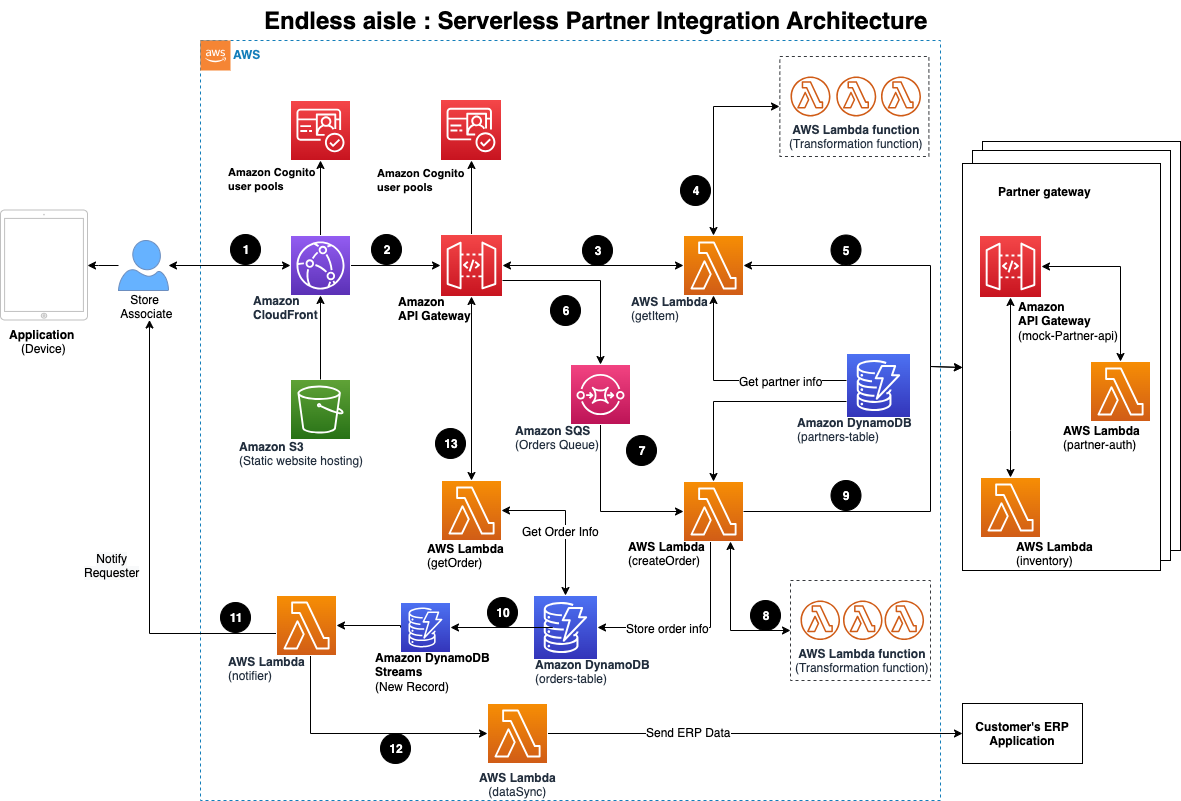 Endless aisle : Serverless Partner Integration Architecture
aws
AWS
AWS Lambda function
(Transformation function)
Amazon Cognito
user pools
Amazon Cognito
user pools
4
Partner gateway
1
2
3
5
Store
Associate
Amazon
CloudFront
Amazon
API Gateway
6
AWS Lambda
(getItem)
Amazon
API Gateway
(mock-Partner-api)
Application
(Device)
Get partner info
Amazon S3
(Static website hosting)
13
Amazon SQS
(Orders Queue)
7
Amazon DynamoDB
(partners-table)
AWS Lambda
(partner-auth)
9
Get Order Info
AWS Lambda
(getOrder)
AWS Lambda
(createOrder)
AWS Lambda
(inventory)
Notify
Requester
11
10
Store order info
8
AWS Lambda
(notifier)
Amazon DynamoDB
Streams
(New Record)
Amazon DynamoDB
(orders-table)
AWS Lambda function
(Transformation function)
12
Send ERP Data
Customer's ERP
Application
AWS Lambda
(dataSync)